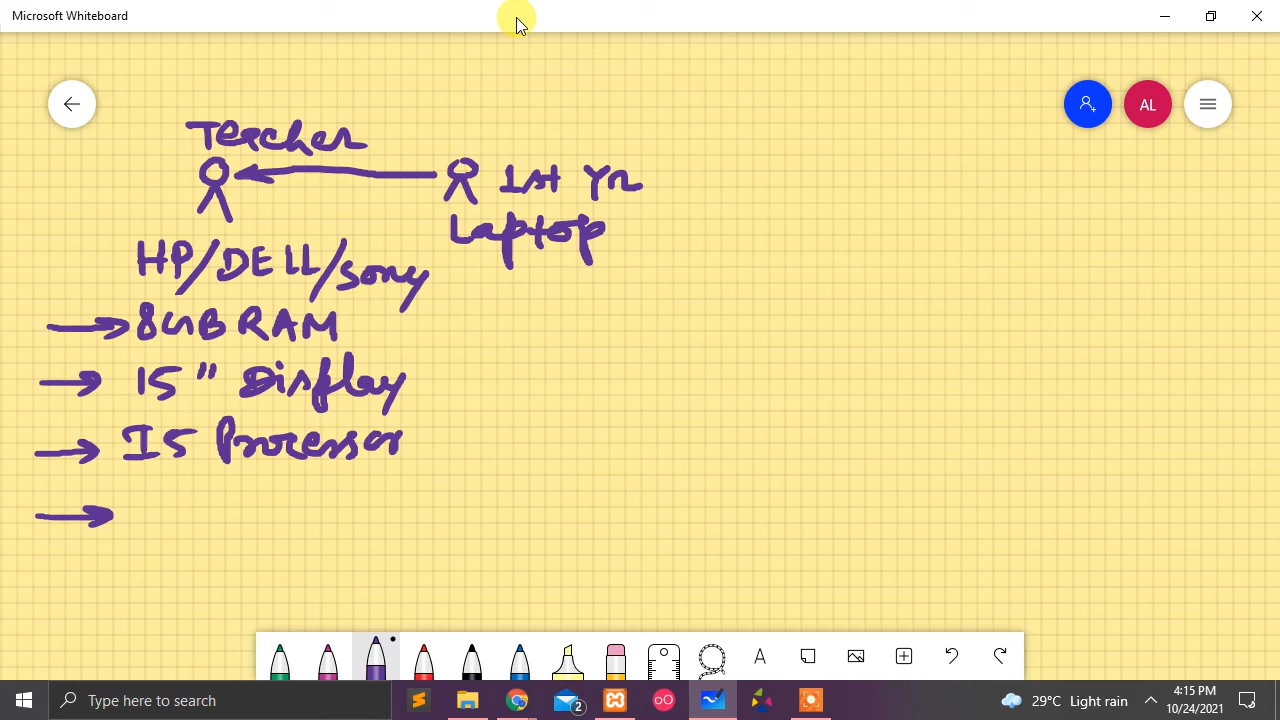 Microsoft Whiteboard
AL
Teacher
1st Yr
Laptop
HP/DELL/Sony
8GB RAM
15" Display
I5 Processor
A
Type here to search
2
29°C Light rain
4:15 PM
10/24/2021